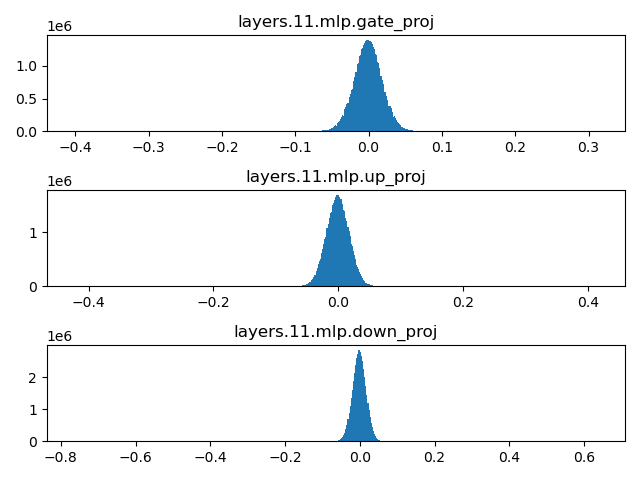 layers.11.mlp.gate_proj
1e6
1.0
0.5
0.0
−0.4 −0.3 −0.2 −0.1 0.0 0.1 0.2 0.3
layers.11.mlp.up_proj
1e6
1
0
−0.4 −0.2 0.0 0.2 0.4
layers.11.mlp.down_proj
1e6
2
1
0
−0.8 −0.6 −0.4 −0.2 0.0 0.2 0.4 0.6